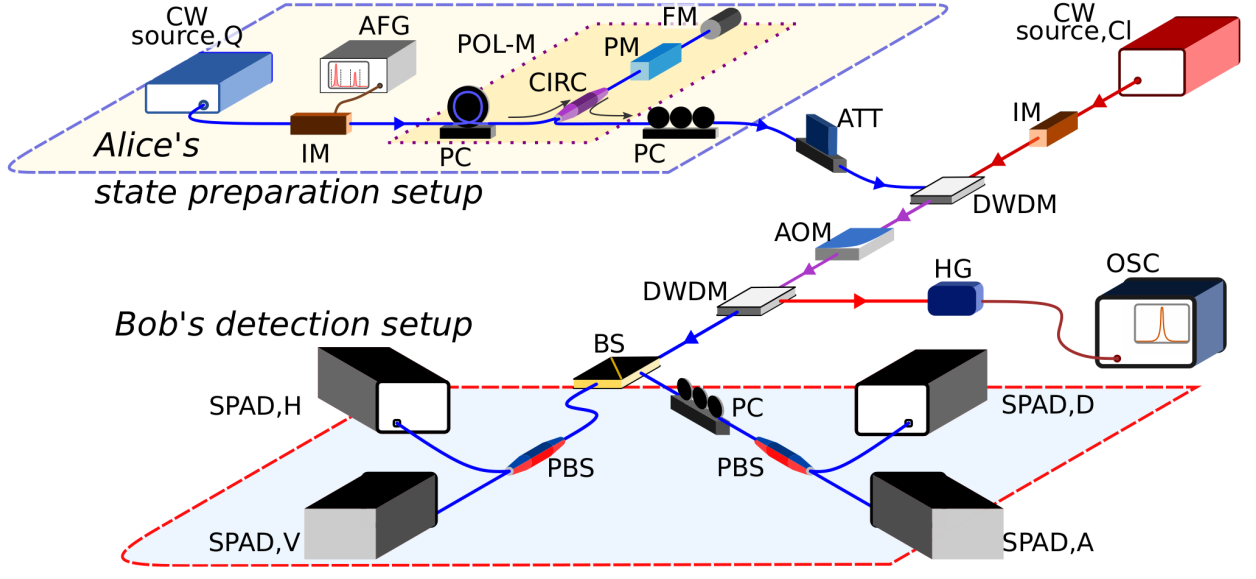 CW
source,Q
AFG
POL-M
FM
PM
CIRC
CW
source,Cl
IM
ATT
IM
PC
PC
Alice's
state preparation setup
DWDM
AOM
HG
OSC
DWDM
Bob's detection setup
BS
SPAD,H
PC
SPAD,D
PBS
PBS
SPAD,V
SPAD,A